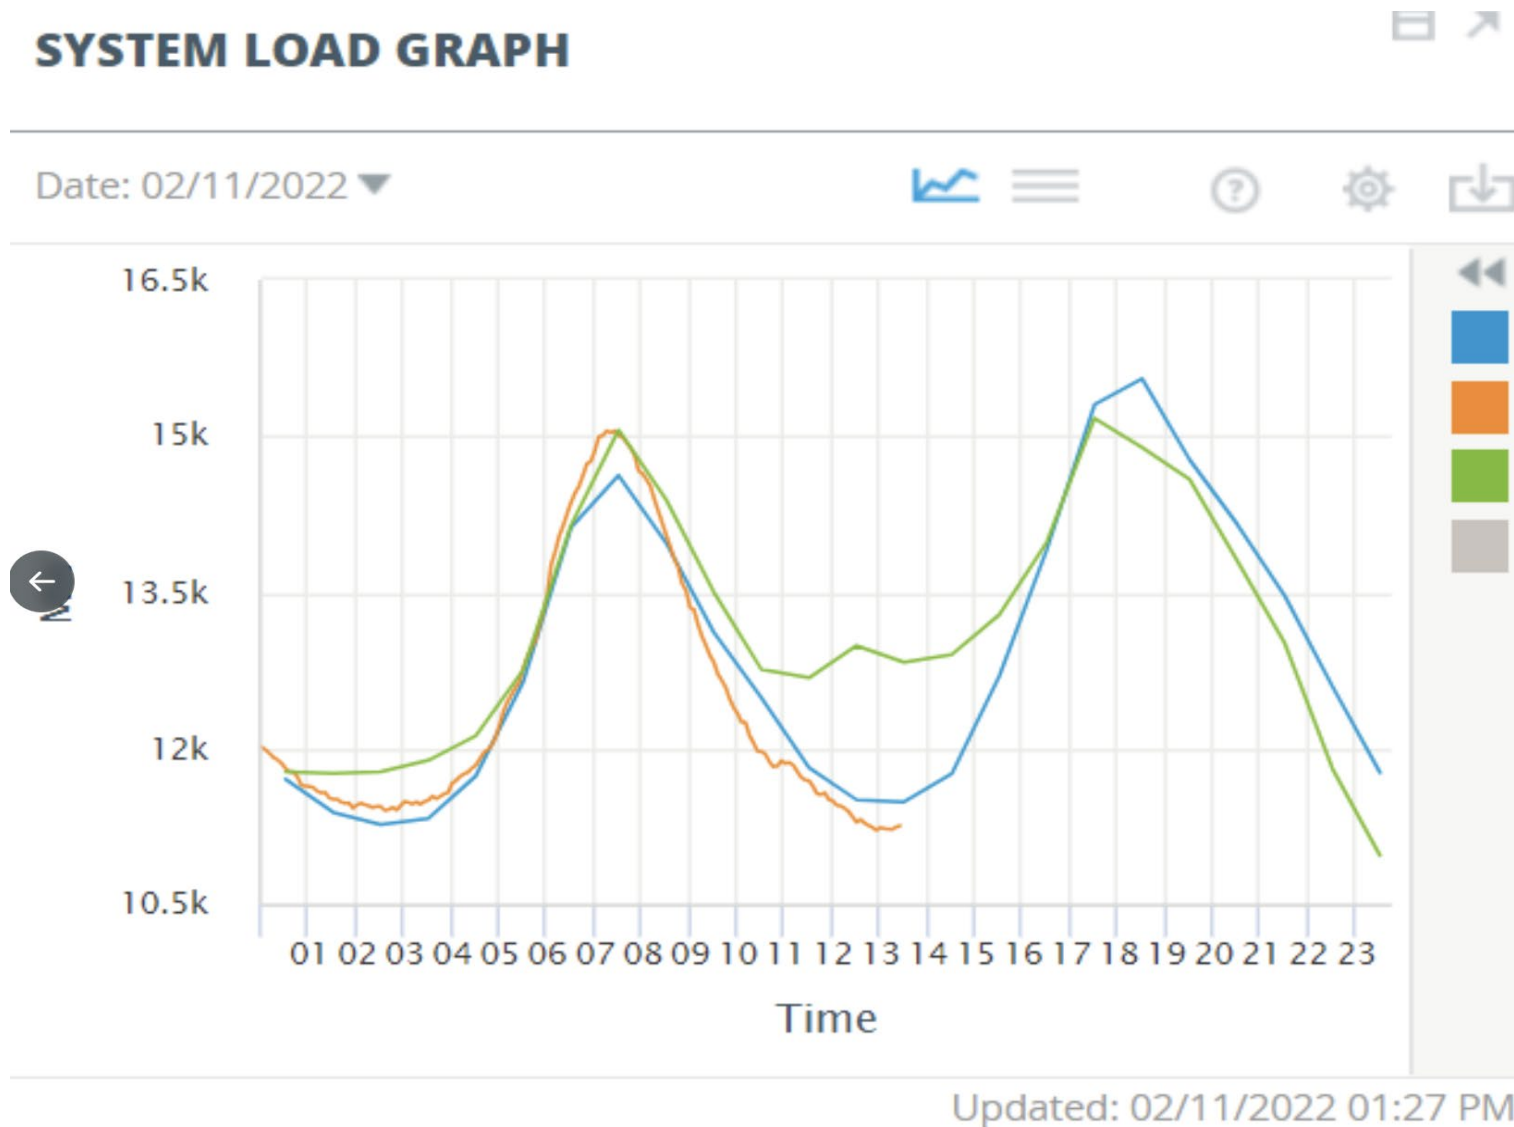 SYSTEM LOAD GRAPH
Date: 02/11/2022
16.5k
15k
13.5k
12k
10.5k
01 02 03 04 05 06 07 08 09 10 11 12 13 14 15 16 17 18 19 20 21 22 23
Time
Updated: 02/11/2022 01:27 PM